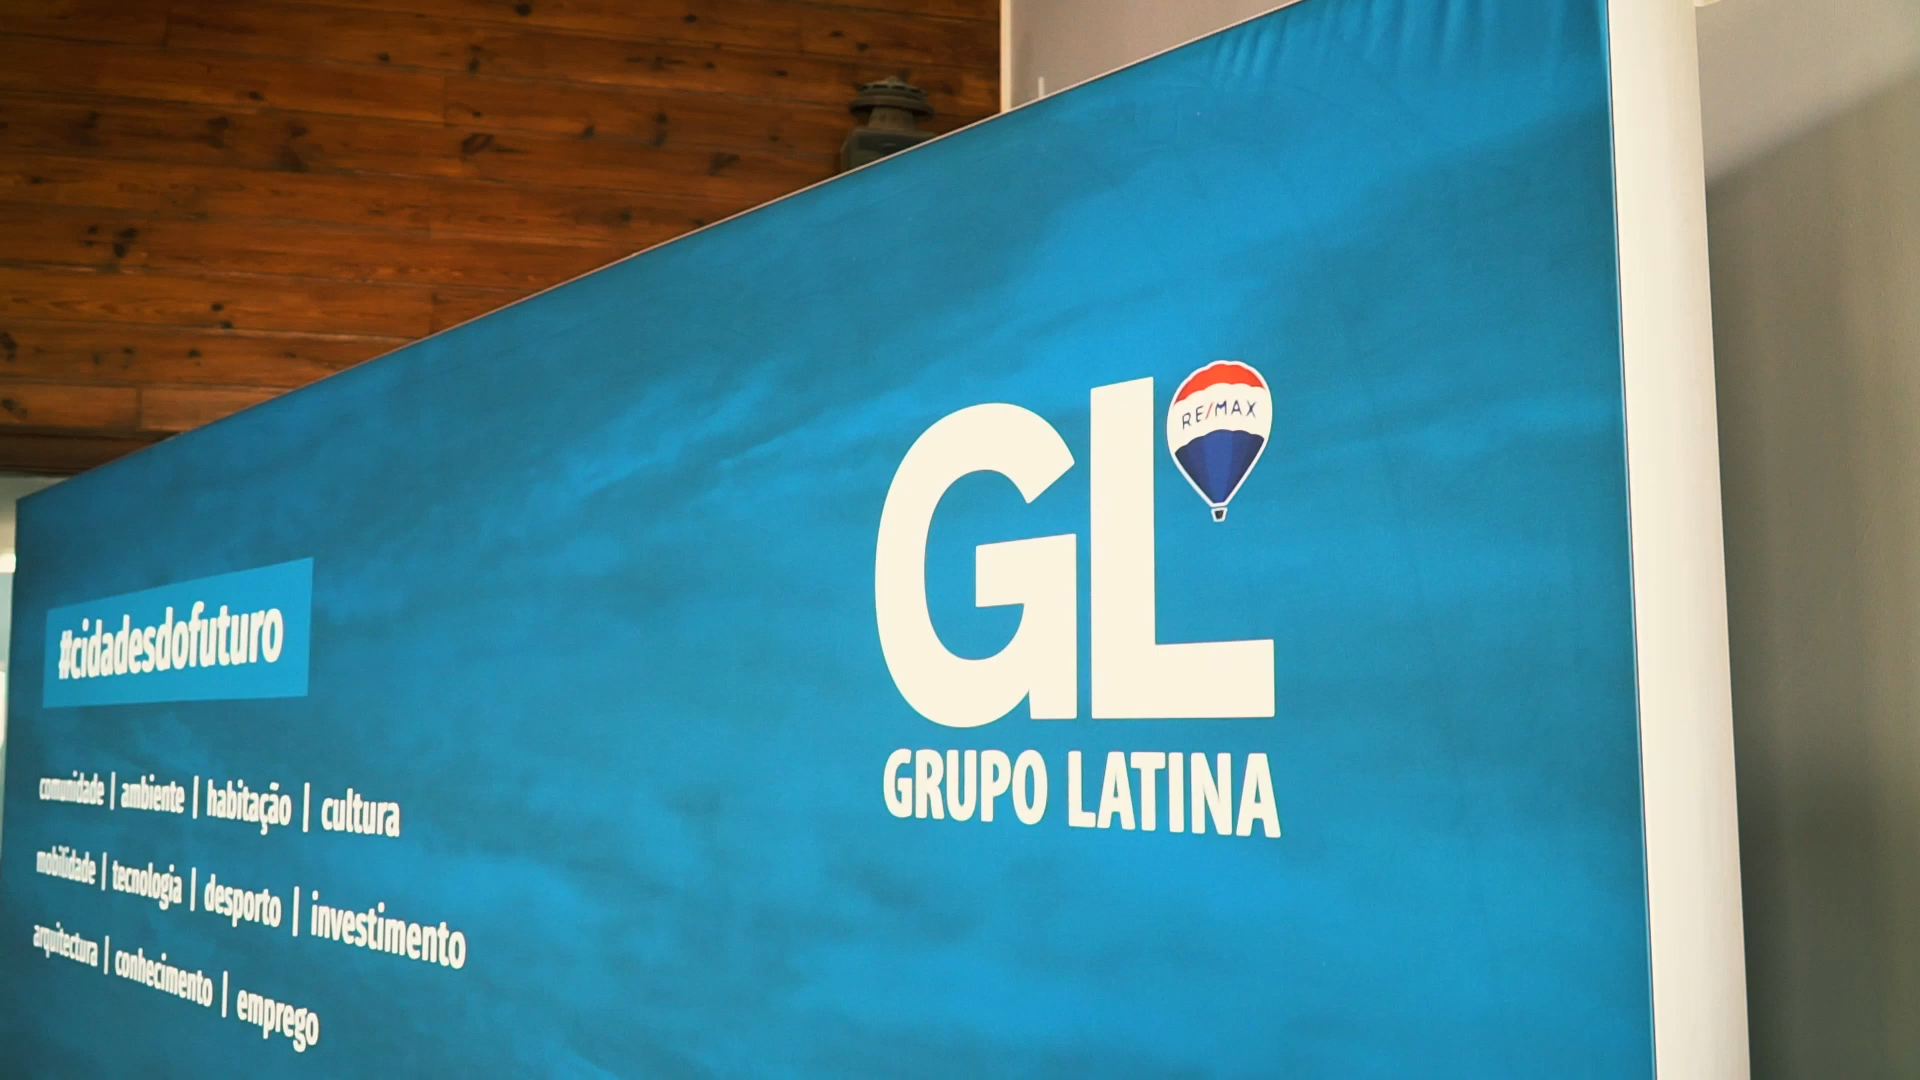 RE/MAX
GL
GRUPO LATINA
#cidadesdofuturo
comunidade | ambiente | habitação | cultura
mobilidade | tecnologia | desporto | investimento
arquitectura | conhecimento | emprego